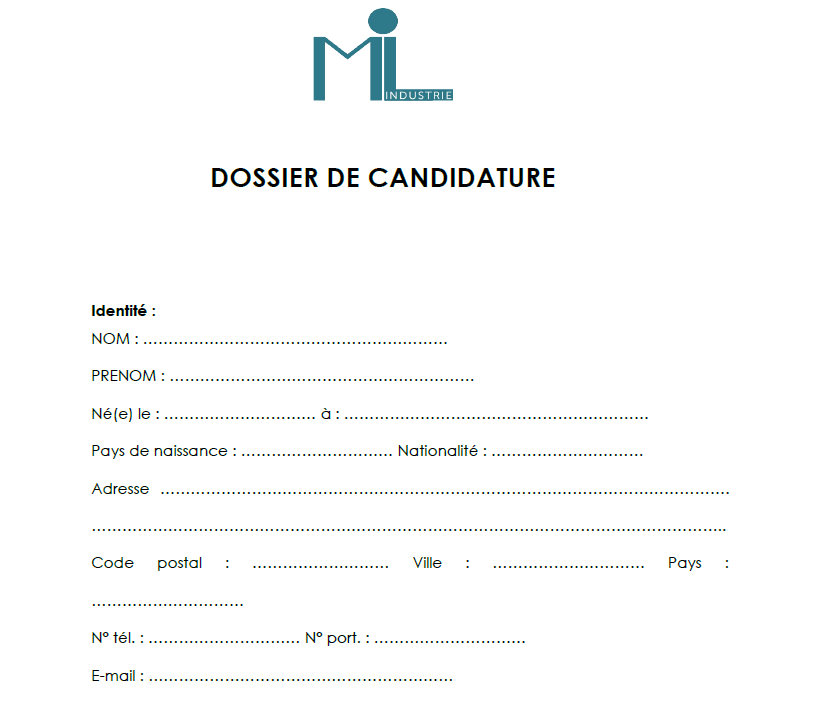 MIL
INDUSTRIE
DOSSIER DE CANDIDATURE
Identité :
NOM : ……………………………………………………
PRENOM : ……………………………………………………
Né(e) le : ………………………… à : ……………………………………………………
Pays de naissance : ………………………… Nationalité : …………………………
Adresse ………………………………………………………………………………………………….
……………………………………………………………………………………………………………...
Code postal : ……………………… Ville : ………………………… Pays :
…………………………
N° tél. : ………………………… N° port. : …………………………
E-mail : ……………………………………………………